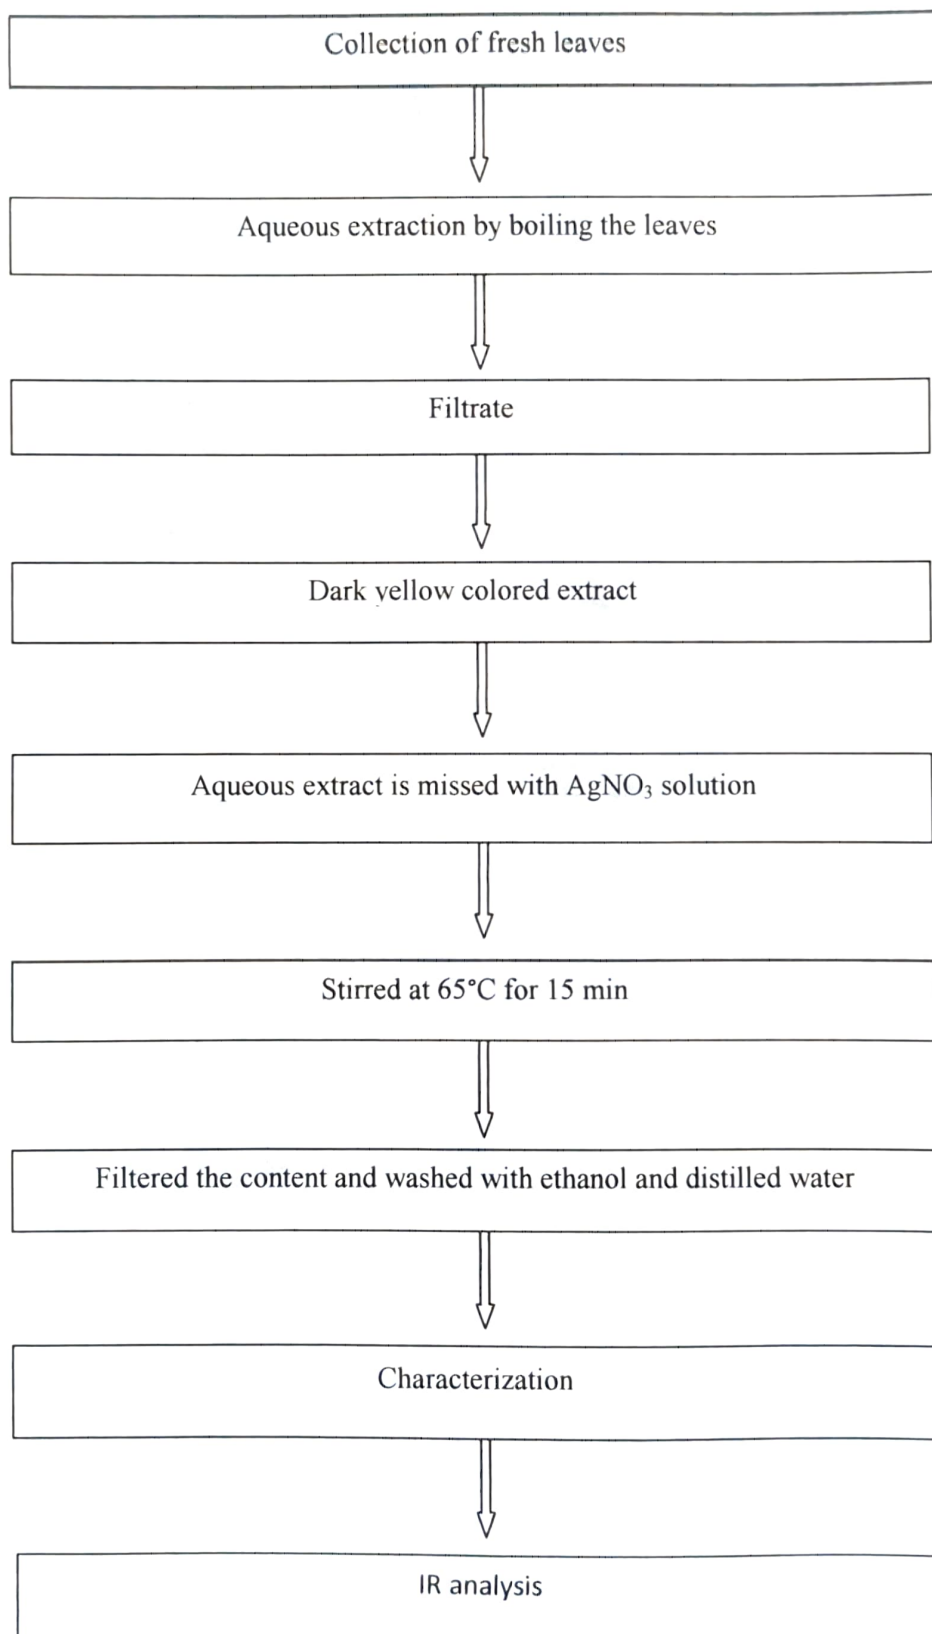 Collection of fresh leaves
Aqueous extraction by boiling the leaves
Filtrate
Dark yellow colored extract
Aqueous extract is missed with AgNO₃ solution
Stirred at 65°C for 15 min
Filtered the content and washed with ethanol and distilled water
Characterization
IR analysis